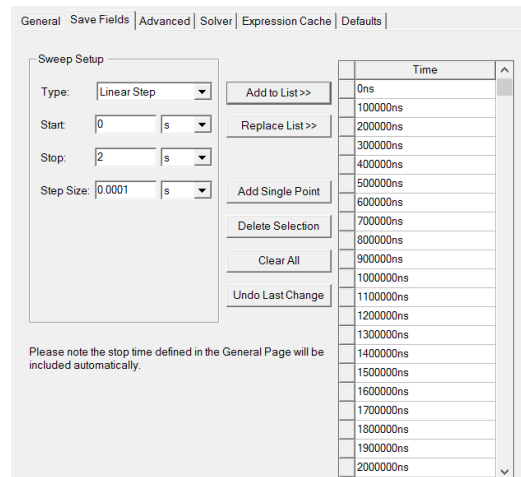 General Save Fields Advanced Solver Expression Cache Defaults
Sweep Setup
Type: Linear Step
Start: 0 s
Stop: 2 s
Step Size: 0.0001 s
Add to List >>
Replace List >>
Add Single Point
Delete Selection
Clear All
Undo Last Change
Please note the stop time defined in the General Page will be
included automatically.
Time
0ns
100000ns
200000ns
300000ns
400000ns
500000ns
600000ns
700000ns
800000ns
900000ns
1000000ns
1100000ns
1200000ns
1300000ns
1400000ns
1500000ns
1600000ns
1700000ns
1800000ns
1900000ns
2000000ns